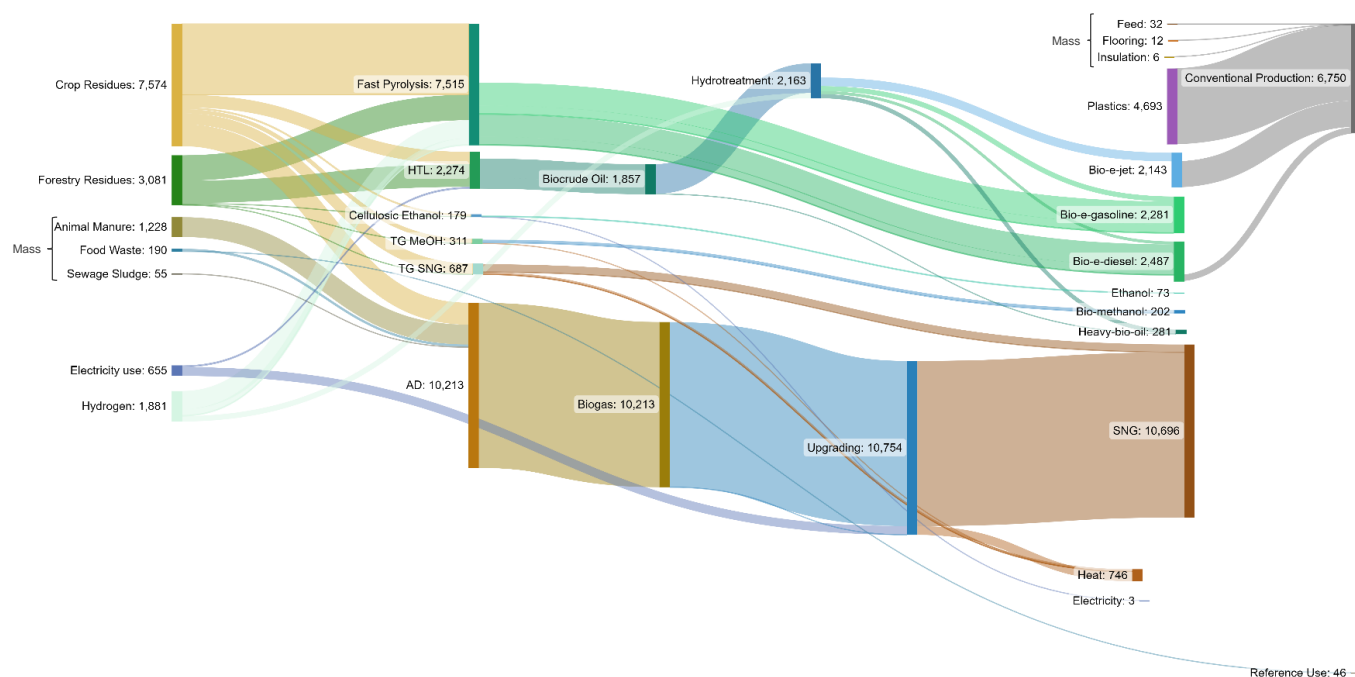 Feed: 32
Mass
Flooring: 12
Insulation: 6
Crop Residues: 7,574
Fast Pyrolysis: 7,515
Hydrotreatment: 2,163
Conventional Production: 6,750
Plastics: 4,693
Forestry Residues: 3,081
HTL: 2,274
Biocrude Oil: 1,857
Bio-e-jet: 2,143
Cellulosic Ethanol: 179
Bio-e-gasoline: 2,281
Animal Manure: 1,228
TG MeOH: 311
Mass
Food Waste: 190
Sewage Sludge: 55
TG SNG: 687
Bio-e-diesel: 2,487
Ethanol: 73
Bio-methanol: 202
Heavy-bio-oil: 281
Electricity use: 655
Hydrogen: 1,881
AD: 10,213
Biogas: 10,213
Upgrading: 10,754
SNG: 10,696
Heat: 746
Electricity: 3
Reference Use: 46